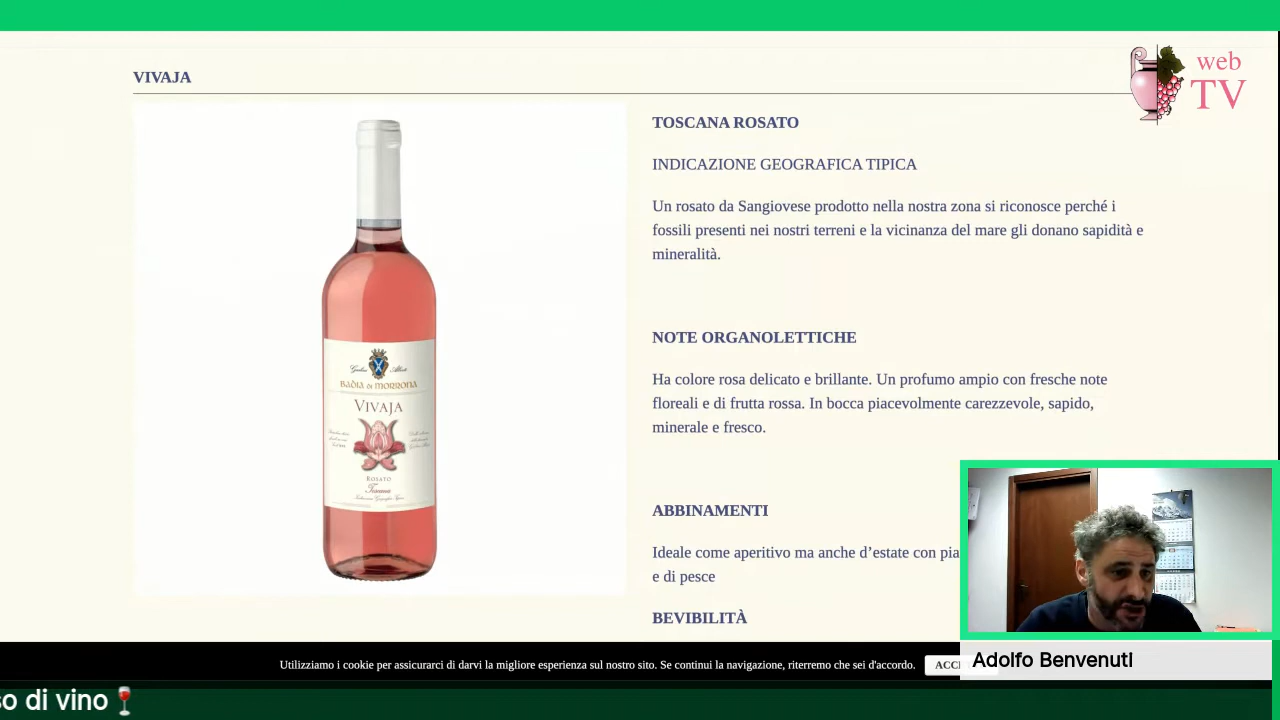 VIVAJA
web
TV
TOSCANA ROSATO
INDICAZIONE GEOGRAFICA TIPICA
Un rosato da Sangiovese prodotto nella nostra zona si riconosce perché i
fossili presenti nei nostri terreni e la vicinanza del mare gli donano sapidità e
mineralità.
NOTE ORGANOLETTICHE
Ha colore rosa delicato e brillante. Un profumo ampio con fresche note
floreali e di frutta rossa. In bocca piacevolmente carezzevole, sapido,
minerale e fresco.
ABBINAMENTI
Ideale come aperitivo ma anche d’estate con pia
e di pesce
BEVIBILITÀ
BADIA DI MORRONA
VIVAJA
ROSATO
Toscana
Utilizziamo i cookie per assicurarci di darvi la migliore esperienza sul nostro sito. Se continui la navigazione, riterremo che sei d'accordo.
ACC
Adolfo Benvenuti
so di vino🍷